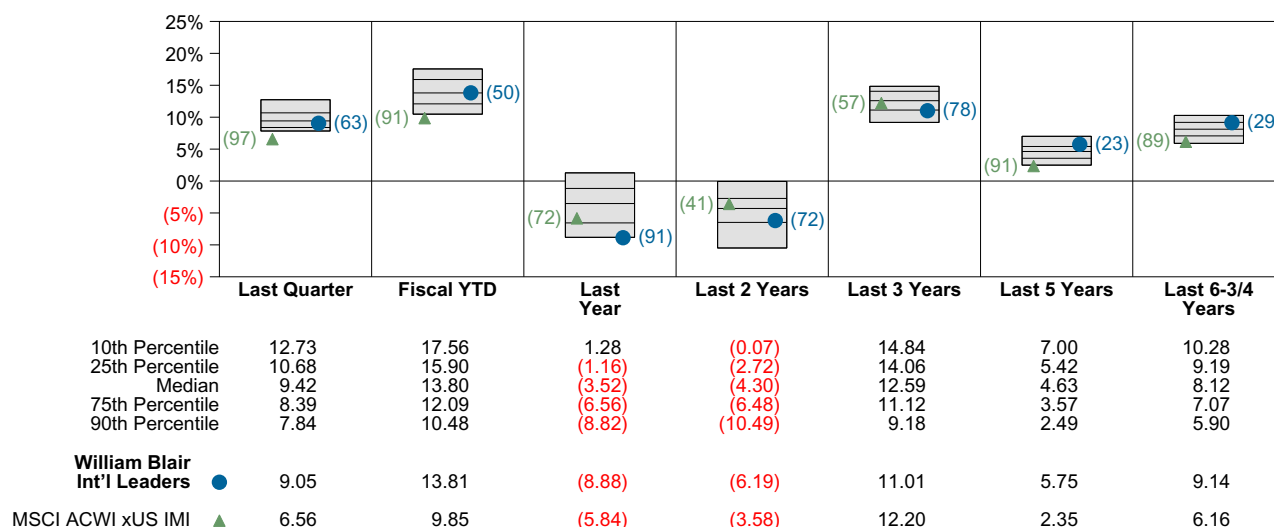 25%
20%
15%
10%
5%
0%
(5%)
(10%)
(15%)
(97) (63)
(91) (50)
(72) (91)
(41) (72)
(57) (78)
(91) (23)
(89) (29
Last Quarter Fiscal YTD Last Year Last 2 Years Last 3 Years Last 5 Years Last 6-3/4 Years
10th Percentile 12.73 17.56 1.28 (0.07) 14.84 7.00 10.28
25th Percentile 10.68 15.90 (1.16) (2.72) 14.06 5.42 9.19
Median 9.42 13.80 (3.52) (4.30) 12.59 4.63 8.12
75th Percentile 8.39 12.09 (6.56) (6.48) 11.12 3.57 7.07
90th Percentile 7.84 10.48 (8.82) (10.49) 9.18 2.49 5.90
William Blair
Int'l Leaders 9.05 13.81 (8.88) (6.19) 11.01 5.75 9.14
MSCI ACWI xUS IMI 6.56 9.85 (5.84) (3.58) 12.20 2.35 6.16